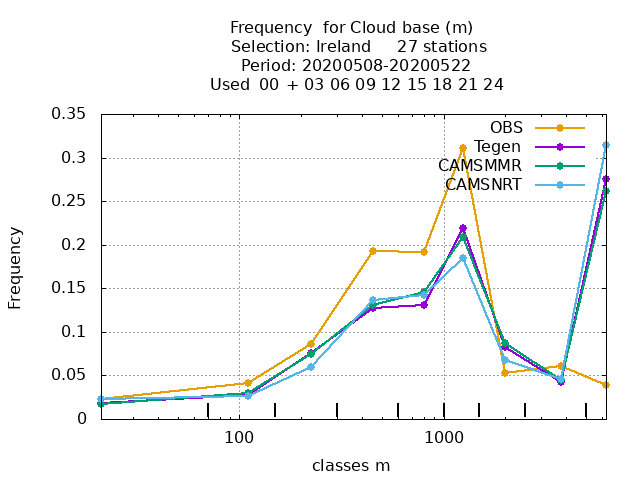 Frequency  for Cloud base (m)
Selection: Ireland     27 stations
Period: 20200508-20200522
Used  00 + 03 06 09 12 15 18 21 24
OBS
Tegen
CAMSMMR
CAMSNRT
0.35
0.3
0.25
0.2
0.15
0.1
0.05
0
Frequency
100
1000
classes m